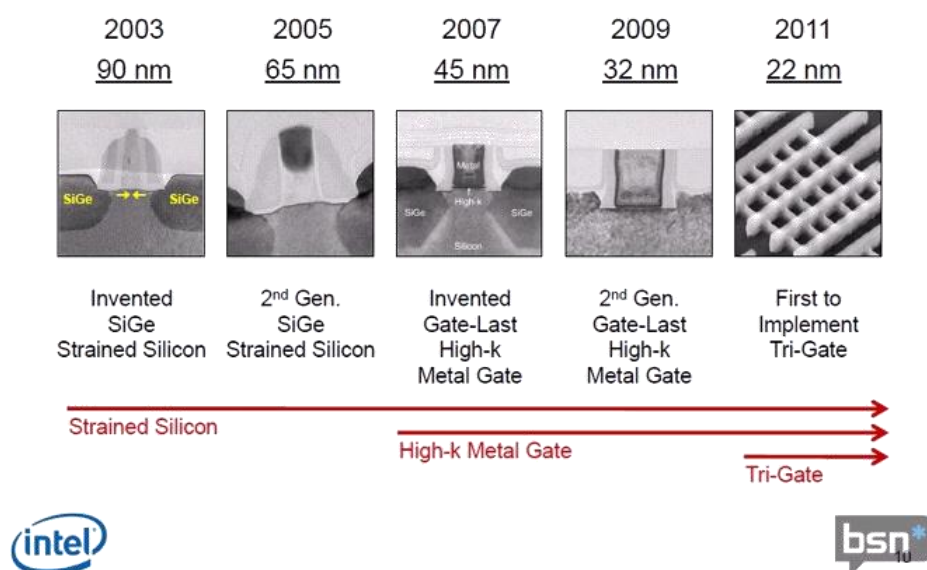 2003
90 nm
2005
65 nm
2007
45 nm
2009
32 nm
2011
22 nm
SiGe
SiGe
Metal
High-k
SiGe
SiGe
Silicon
Invented
SiGe
Strained Silicon
2nd Gen.
SiGe
Strained Silicon
Invented
Gate-Last
High-k
Metal Gate
2nd Gen.
Gate-Last
High-k
Metal Gate
First to
Implement
Tri-Gate
Strained Silicon
High-k Metal Gate
Tri-Gate
intel
bsn*
10